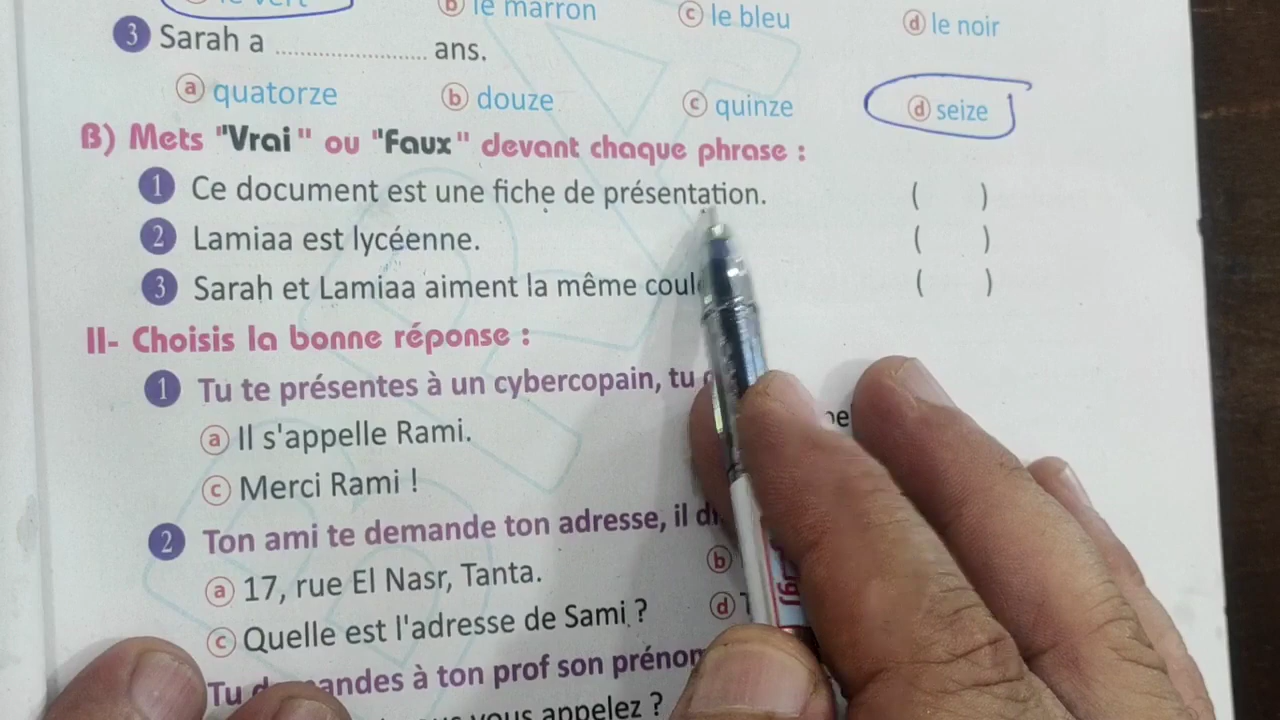 le vert b le marron c le bleu d le noir
3 Sarah a ........................ ans.
a quatorze b douze c quinze d seize
B) Mets "Vrai" ou "Faux" devant chaque phrase :
1 Ce document est une fiche de présentation. ( )
2 Lamiaa est lycéenne. ( )
3 Sarah et Lamiaa aiment la même ( )
II- Choisis la bonne réponse :
1 Tu te présentes à un cybercopain, tu
a Il s'appelle Rami.
c Merci Rami !
2 Ton ami te demande ton adresse, il
a 17, rue El Nasr, Tanta. b
c Quelle est l'adresse de Sami ? d
Tu à ton prof son
vous appelez ?